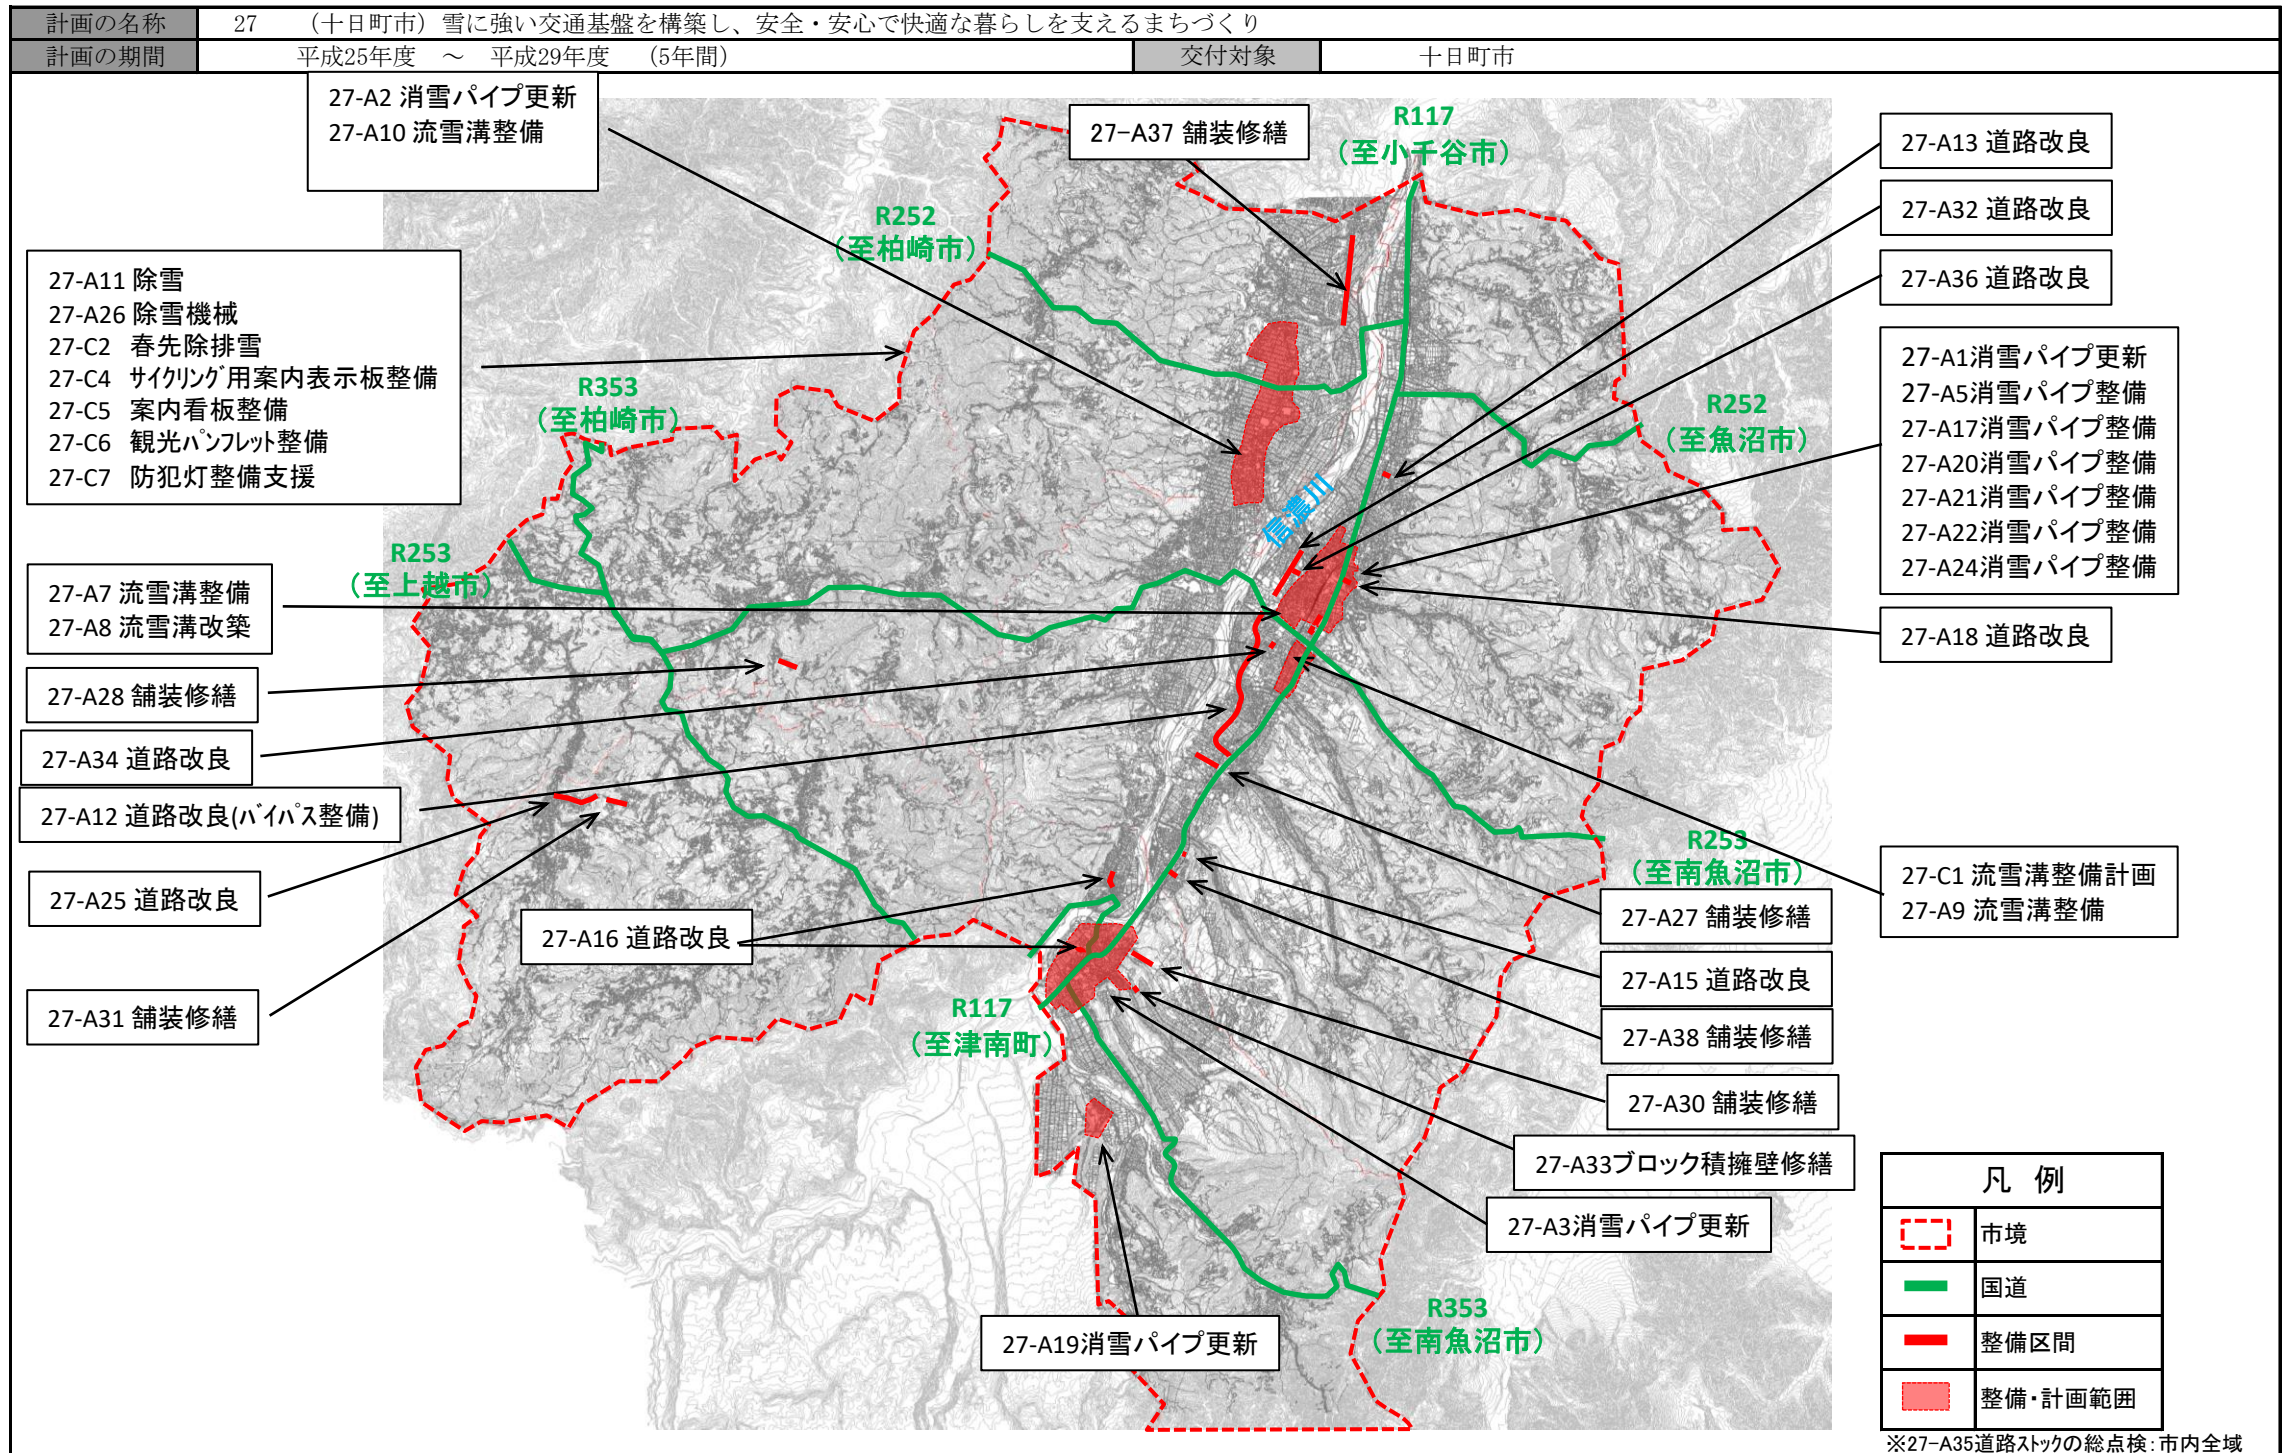 計画の名称 27 （十日町市）雪に強い交通基盤を構築し、安全・安心で快適な暮らしを支えるまちづくり
計画の期間 平成25年度 ～ 平成29年度 （5年間） 交付対象 十日町市
27-A2 消雪パイプ更新
27-A10 流雪溝整備
27-A37 舗装修繕
R117
（至小千谷市）
27-A13 道路改良
27-A32 道路改良
27-A36 道路改良
R252
（至柏崎市）
27-A11 除雪
27-A26 除雪機械
27-C2 春先除排雪
27-C4 ｻｲｸﾘﾝｸﾞ用案内表示板整備
27-C5 案内看板整備
27-C6 観光ﾊﾟﾝﾌﾚｯﾄ整備
27-C7 防犯灯整備支援
R353
（至柏崎市）
27-A1消雪パイプ更新
27-A5消雪パイプ整備
27-A17消雪パイプ整備
27-A20消雪パイプ整備
27-A21消雪パイプ整備
27-A22消雪パイプ整備
27-A24消雪パイプ整備
R252
（至魚沼市）
信濃川
R253
（至上越市）
27-A7 流雪溝整備
27-A8 流雪溝改築
27-A18 道路改良
27-A28 舗装修繕
27-A34 道路改良
27-A12 道路改良(ﾊﾞｲﾊﾟｽ整備)
27-A25 道路改良
27-A31 舗装修繕
27-A16 道路改良
R253
（至南魚沼市）
27-C1 流雪溝整備計画
27-A9 流雪溝整備
27-A27 舗装修繕
27-A15 道路改良
27-A38 舗装修繕
R117
（至津南町）
27-A30 舗装修繕
27-A33ブロック積擁壁修繕
27-A3消雪パイプ更新
27-A19消雪パイプ更新
R353
（至南魚沼市）
凡 例
市境
国道
整備区間
整備・計画範囲
※27-A35道路ｽﾄｯｸの総点検：市内全域